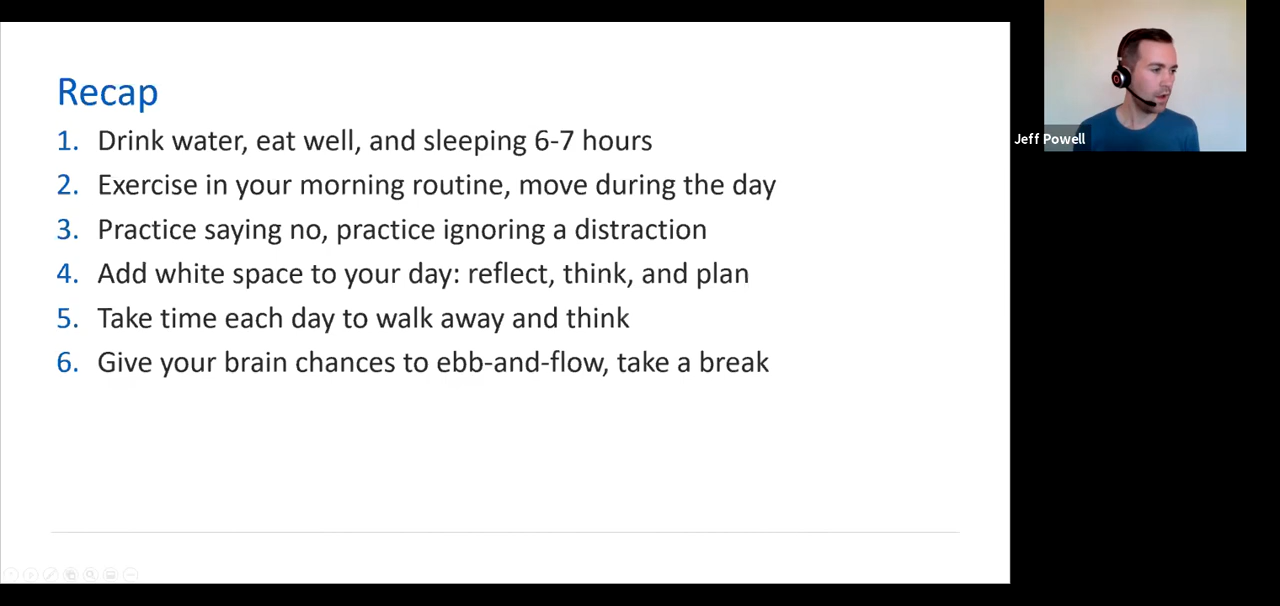 Recap
1. Drink water, eat well, and sleeping 6-7 hours
2. Exercise in your morning routine, move during the day
3. Practice saying no, practice ignoring a distraction
4. Add white space to your day: reflect, think, and plan
5. Take time each day to walk away and think
6. Give your brain chances to ebb-and-flow, take a break
Jeff Powell